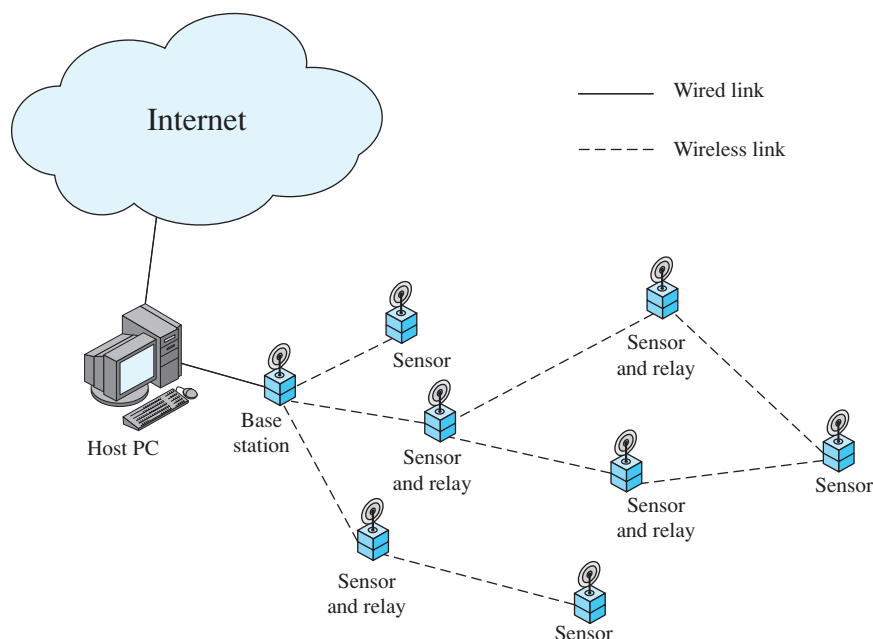 Internet
Wired link
Wireless link
Sensor
Sensor
and relay
Host PC
Base
station
Sensor
and relay
Sensor
and relay
Sensor
Sensor
and relay
Sensor